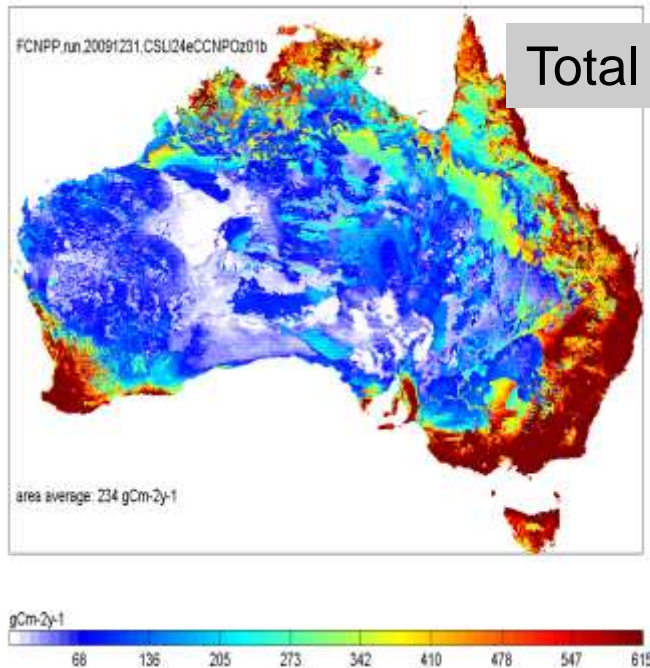 FCNPP,run,20091231,CSLI24eCCNPOz01b
Total
area average: 234 gCm-2y-1
gCm-2y-1
68 136 205 273 342 410 478 547 615